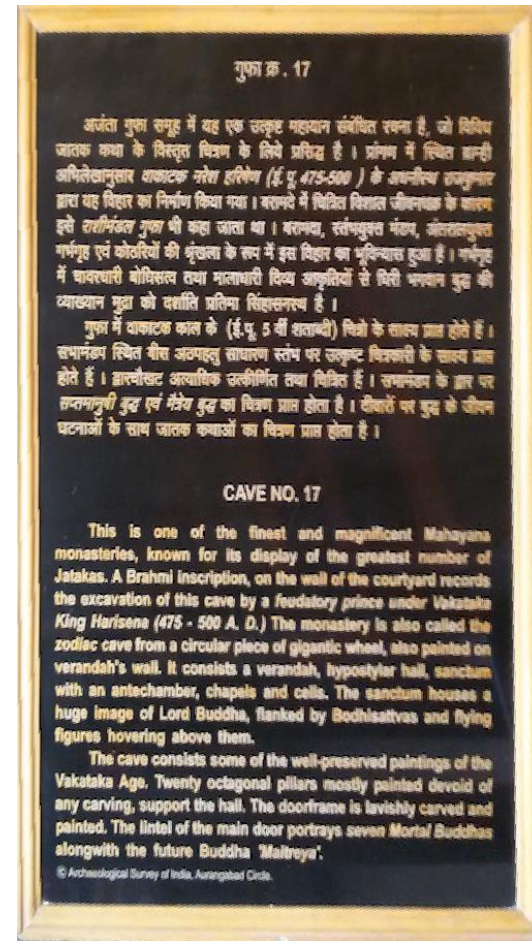 गुफा क्र. 17
अजंता गुफा समूह में यह एक उत्कृष्ट महायान संबंधित रचना है, जो विविध
जातक कथा के विस्तृत चित्रण के लिये प्रसिद्ध है । प्रांगण में स्थित ब्राम्ही
अभिलेखानुसार वाकाटक नरेश हरिषेण (ई.पू. 475-500 ) के अधीनस्थ राजकुमार
द्वारा यह विहार का निर्माण किया गया । बरामदे में चित्रित विशाल जीवनचक्र के कारण
इसे राशीमंडल गुफा भी कहा जाता था । बरामदा, स्तंभयुक्त मंडप, अंतरालयुक्त
गर्भगृह एवं कोठरियों की श्रृंखला के रूप में इस विहार का भूविन्यास हुआ है । गर्भगृह
में चावरधारी बोधिसत्व तथा मालाधारी दिव्य आकृतियों से घिरी भगवान बुद्ध की
व्याख्यान मुद्रा को दर्शाति प्रतिमा सिंहासनस्थ है ।
गुफा में वाकाटक काल के (ई.पू. 5 वीं शताब्दी) चित्रो के साक्ष्य प्राप्त होते हैं ।
सभामंडप स्थित बीस अठपहलु साधारण स्तंभ पर उत्कृष्ट चित्रकारी के साक्ष्य प्राप्त
होते हैं । द्वारचौखट अत्याधिक उत्कीर्णित तथा चित्रित हैं । सभामंडप के द्वार पर
सप्तमानुषी बुद्ध एवं मैत्रेय बुद्ध का चित्रण प्राप्त होता है । दीवारों पर बुद्ध के जीवन
घटनाओं के साथ जातक कथाओं का चित्रण प्राप्त होता है ।
CAVE NO. 17
This is one of the finest and magnificent Mahayana
monasteries, known for its display of the greatest number of
Jatakas. A Brahmi inscription, on the wall of the courtyard records
the excavation of this cave by a feudatory prince under Vakataka
King Harisena (475 - 500 A. D.) The monastery is also called the
zodiac cave from a circular piece of gigantic wheel, also painted on
verandah's wall. It consists a verandah, hypostylar hall, sanctum
with an antechamber, chapels and cells. The sanctum houses a
huge image of Lord Buddha, flanked by Bodhisattvas and flying
figures hovering above them.
The cave consists some of the well-preserved paintings of the
Vakataka Age. Twenty octagonal pillars mostly painted devoid of
any carving, support the hall. The doorframe is lavishly carved and
painted. The lintel of the main door portrays seven Mortal Buddhas
alongwith the future Buddha 'Maitreya'.
© Archaeological Survey of India, Aurangabad Circle.